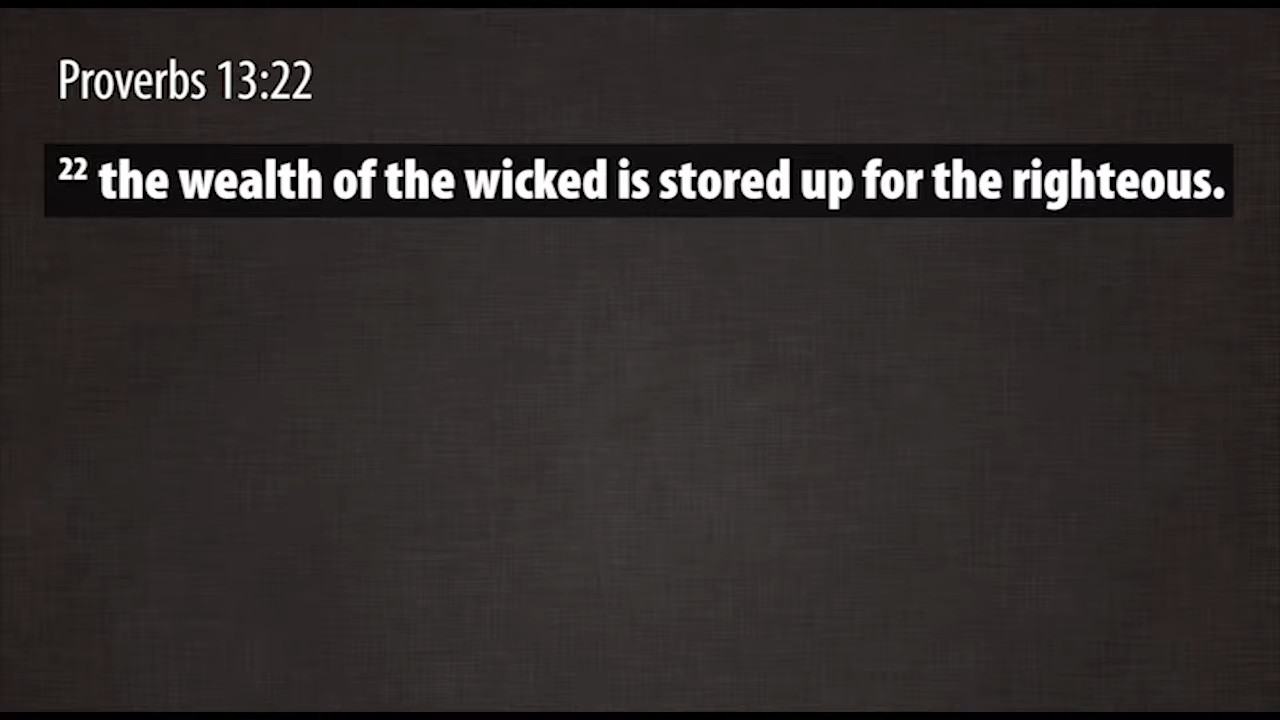 Proverbs 13:22
22 the wealth of the wicked is stored up for the righteous.